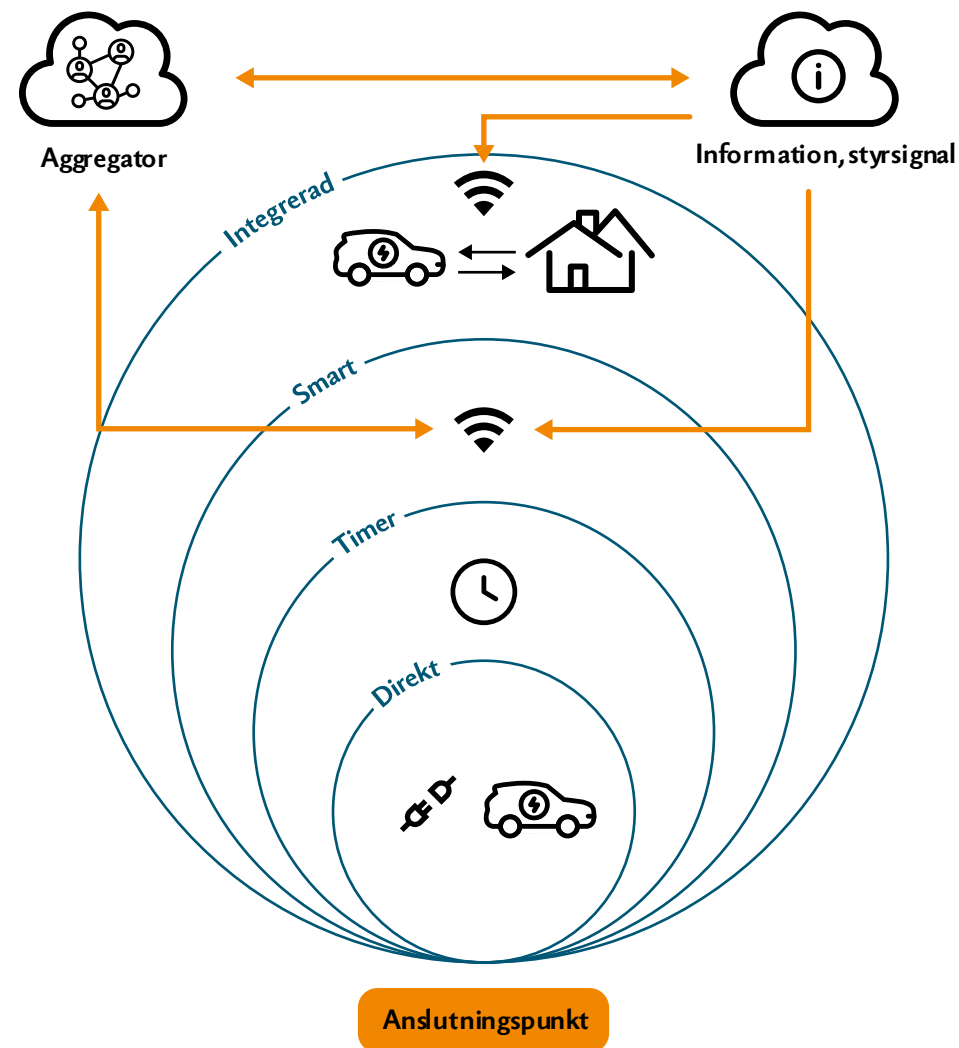 Aggregator
Information, styrsignal
Integrerad
Smart
Timer
Direkt
Anslutningspunkt